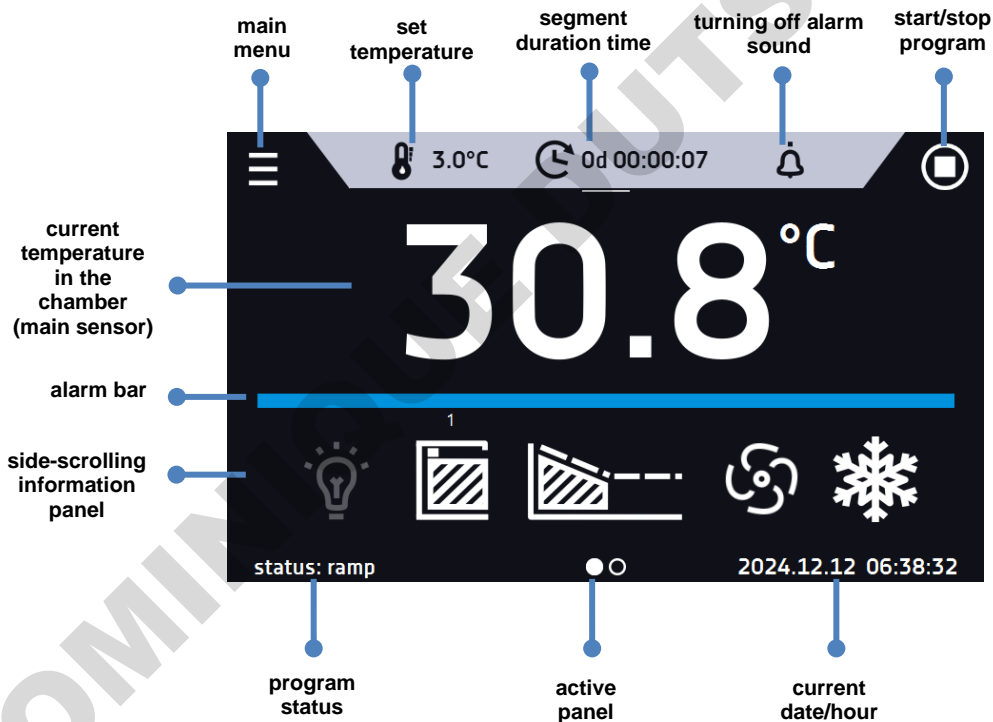 main
menu
set
temperature
segment
duration time
turning off alarm
sound
start/stop
program
3.0°C
0d 00:00:07
current
temperature
in the
chamber
(main sensor)
30.8°C
alarm bar
1
side-scrolling
information
panel
status: ramp
2024.12.12 06:38:32
program
status
active
panel
current
date/hour
OMINIQUE DUTS